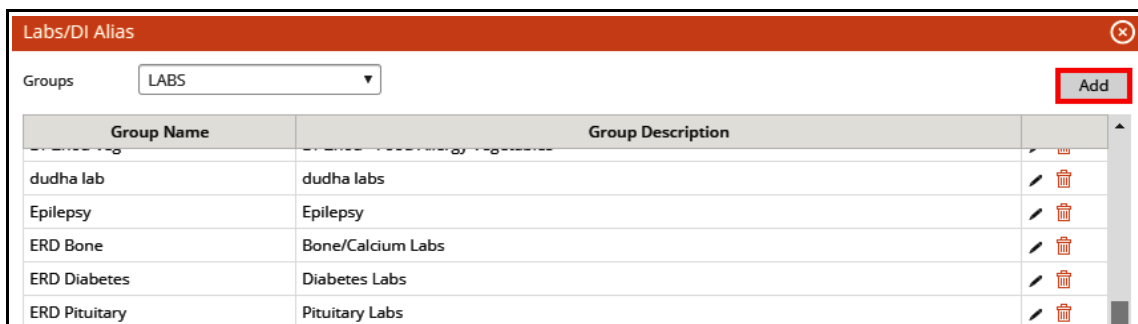 Labs/DI Alias
Groups LABS Add
Group Name Group Description
dudha lab dudha labs
Epilepsy Epilepsy
ERD Bone Bone/Calcium Labs
ERD Diabetes Diabetes Labs
ERD Pituitary Pituitary Labs